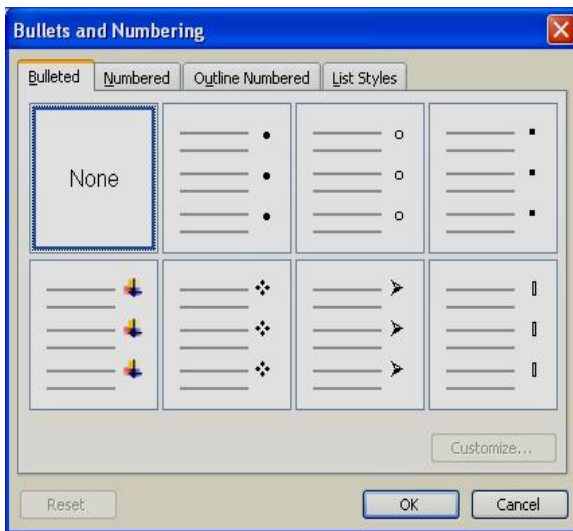 Bullets and Numbering
Bulleted Numbered Outline Numbered List Styles
None
Customize...
Reset OK Cancel